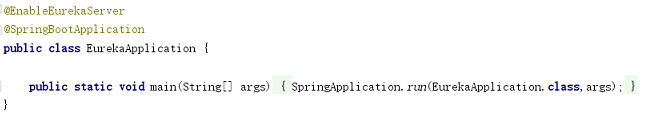 @EnableEurekaServer
@SpringBootApplication
public class EurekaApplication {
public static void main(String[] args) { SpringApplication.run(EurekaApplication.class,args); }
}